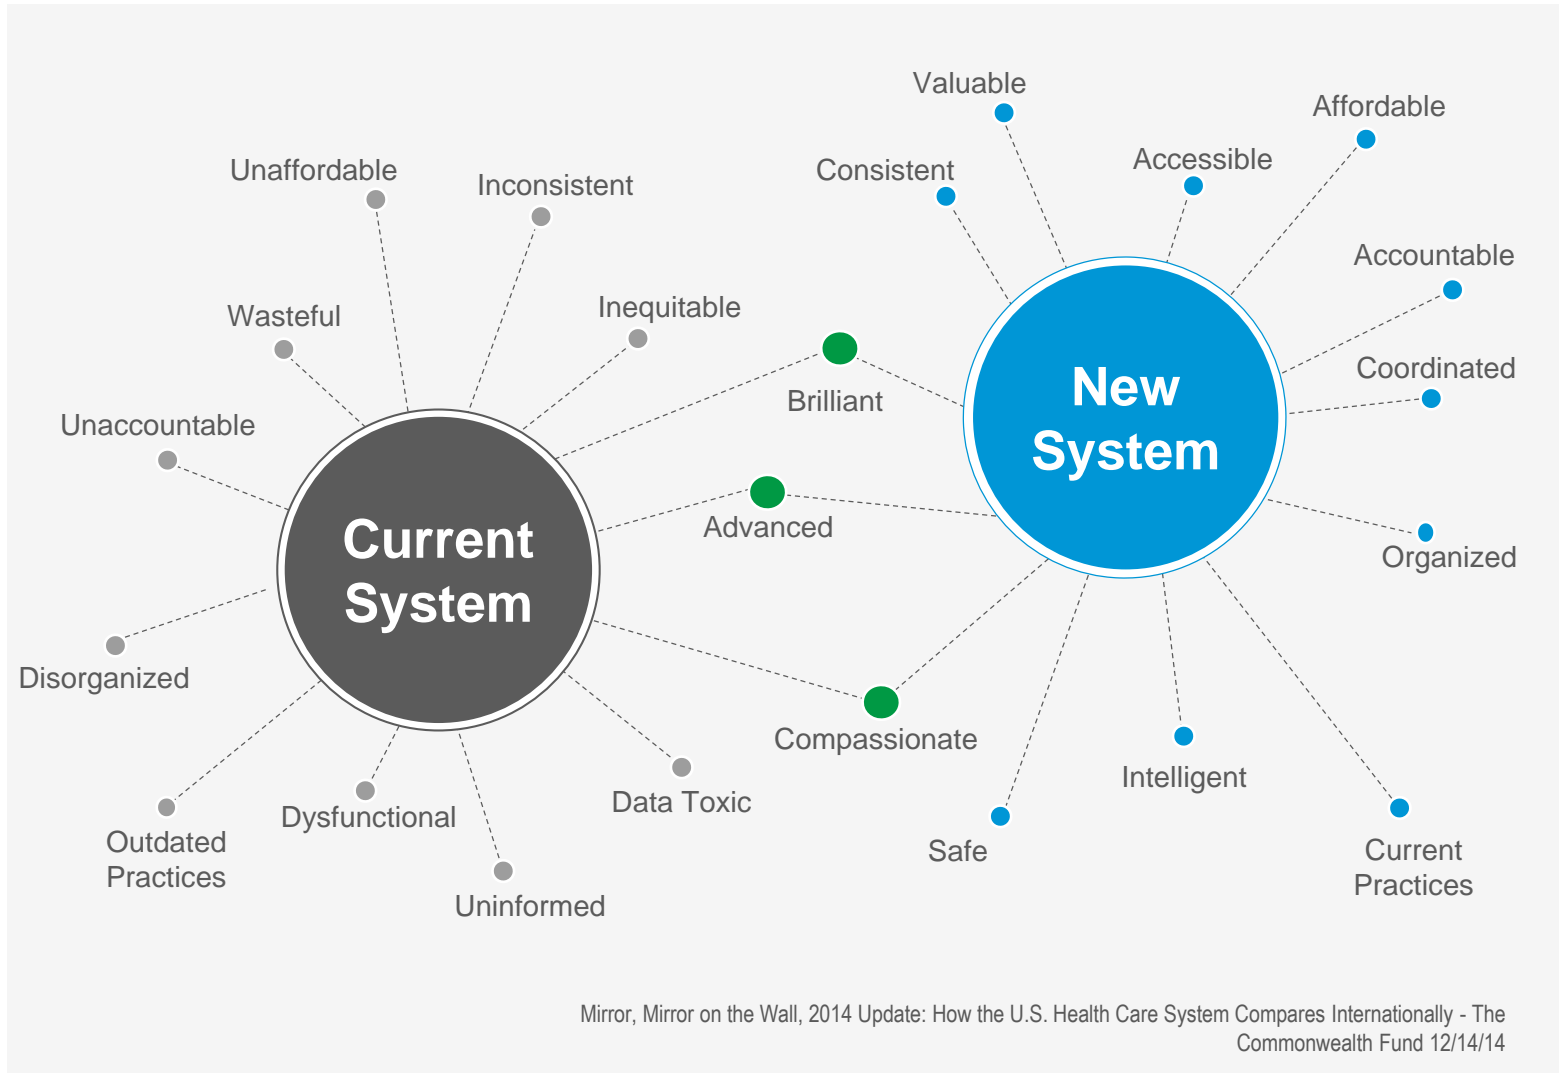 Valuable
Affordable
Unaffordable
Inconsistent
Consistent
Accessible
Wasteful
Inequitable
Accountable
Unaccountable
Brilliant
New
System
Coordinated
Current
System
Advanced
Organized
Disorganized
Compassionate
Outdated
Practices
Dysfunctional
Uninformed
Data Toxic
Safe
Intelligent
Current
Practices
Mirror, Mirror on the Wall, 2014 Update: How the U.S. Health Care System Compares Internationally - The
Commonwealth Fund 12/14/14